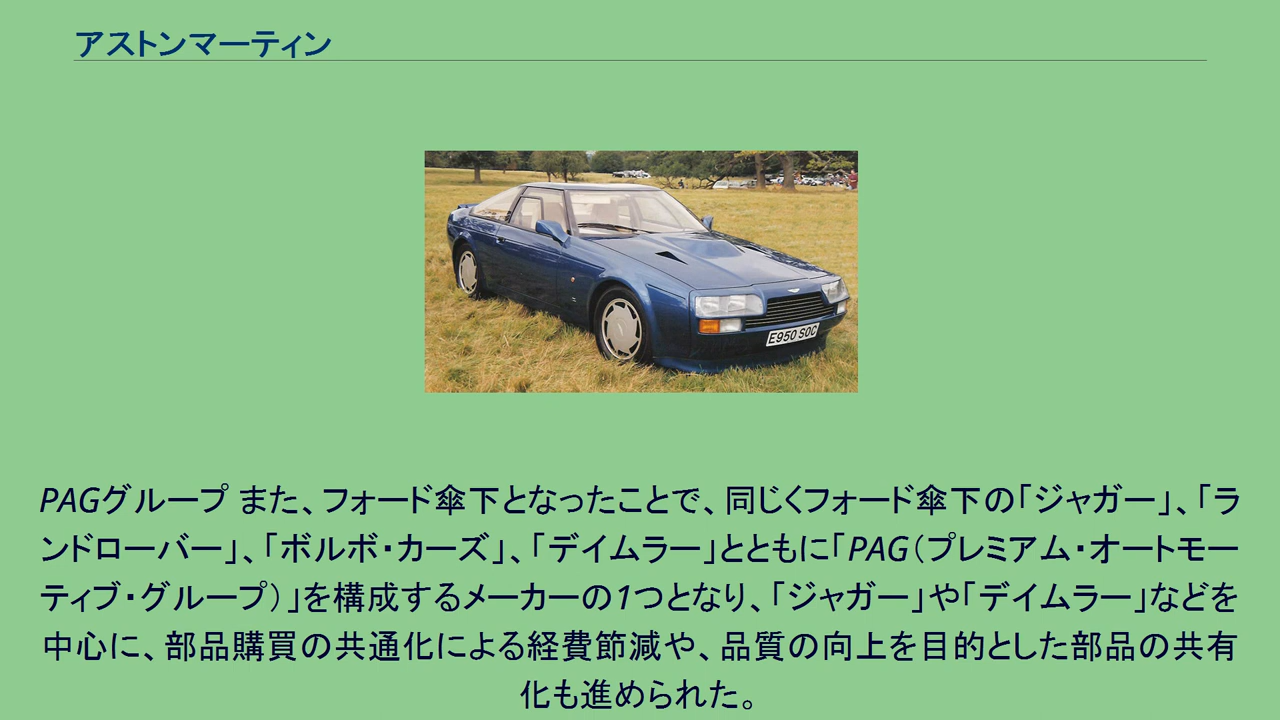 アストンマーティン
E950 SOC
PAGグループ また、フォード傘下となったことで、同じくフォード傘下の「ジャガー」、「ラ
ンドローバー」、「ボルボ・カーズ」、「デイムラー」とともに「PAG（プレミアム・オートモー
ティブ・グループ）」を構成するメーカーの1つとなり、「ジャガー」や「デイムラー」などを
中心に、部品購買の共通化による経費節減や、品質の向上を目的とした部品の共有
化も進められた。